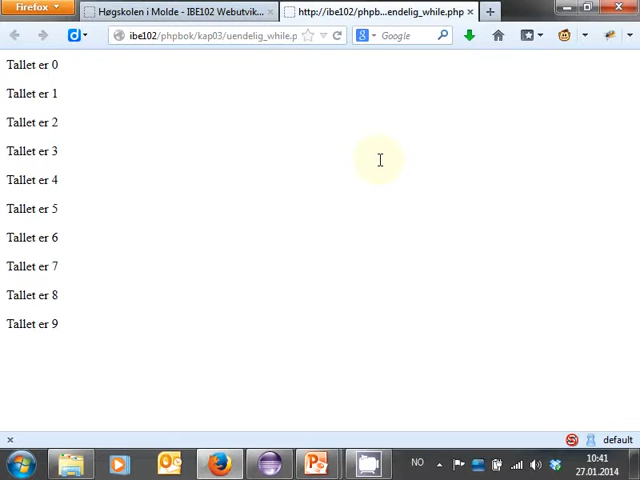 Firefox
Høgskolen i Molde - IBE102 Webutvik...
http://ibe102/phpb...endelig_while.php
ibe102/phpbok/kap03/uendelig_while.p
Google
Tallet er 0
Tallet er 1
Tallet er 2
Tallet er 3
Tallet er 4
Tallet er 5
Tallet er 6
Tallet er 7
Tallet er 8
Tallet er 9
default
NO
10:41
27.01.2014